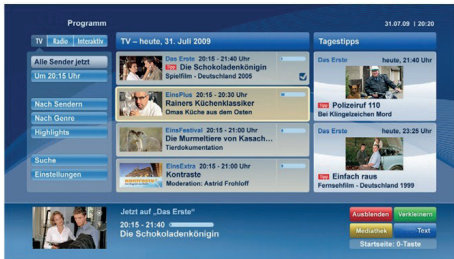 Programm
31.07.09 | 20:20
TV Radio Interaktiv
Alle Sender jetzt
Um 20:15 Uhr
Nach Sendern
Nach Genre
Highlights
Suche
Einstellungen
TV – heute, 31. Juli 2009
Das Erste 20:15 - 21:40 Uhr
Tipp Die Schokoladenkönigin
Spielfilm - Deutschland 2005
EinsPlus 20:15 - 20:30 Uhr
Rainers Küchenklassiker
Omas Küche aus dem Osten
EinsFestival 20:15 - 21:00 Uhr
Die Murmeltiere von Kasach...
Tierdokumentation
EinsExtra 20:15 - 21:00 Uhr
Kontraste
Moderation: Astrid Frohloff
Tagestipps
Das Erste heute, 21:40 Uhr
Tipp Polizeiruf 110
Bei Klingelzeichen Mord
Das Erste heute, 23:25 Uhr
Tipp Einfach raus
Fernsehfilm - Deutschland 1999
Jetzt auf „Das Erste“
20:15 - 21:40
Die Schokoladenkönigin
Ausblenden Verkleinern
Mediathek Text
Startseite: 0-Taste